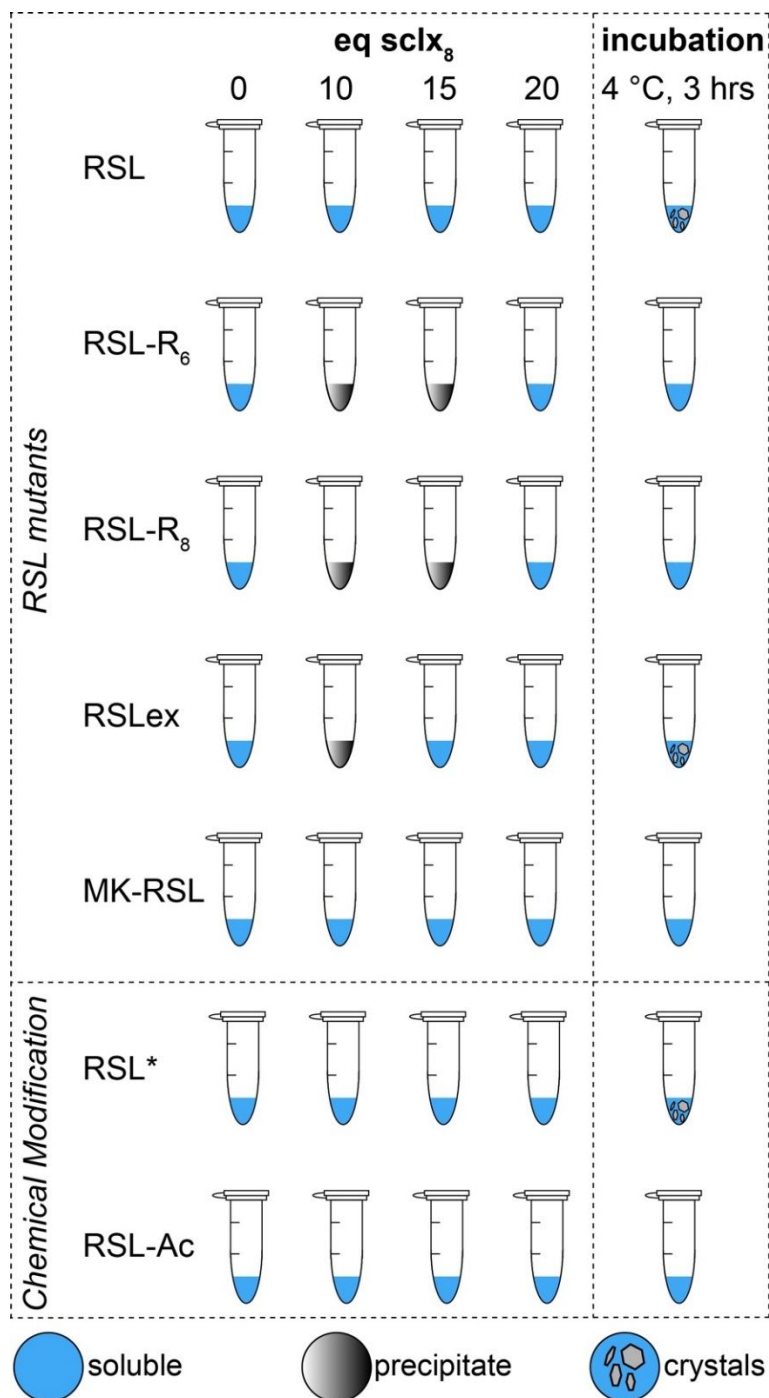 eq sclx₈ incubation
0 10 15 20 4 °C, 3 hrs
RSL mutants
RSL
RSL-R₆
RSL-R₈
RSLex
MK-RSL
Chemical Modification
RSL*
RSL-Ac
soluble precipitate crystals